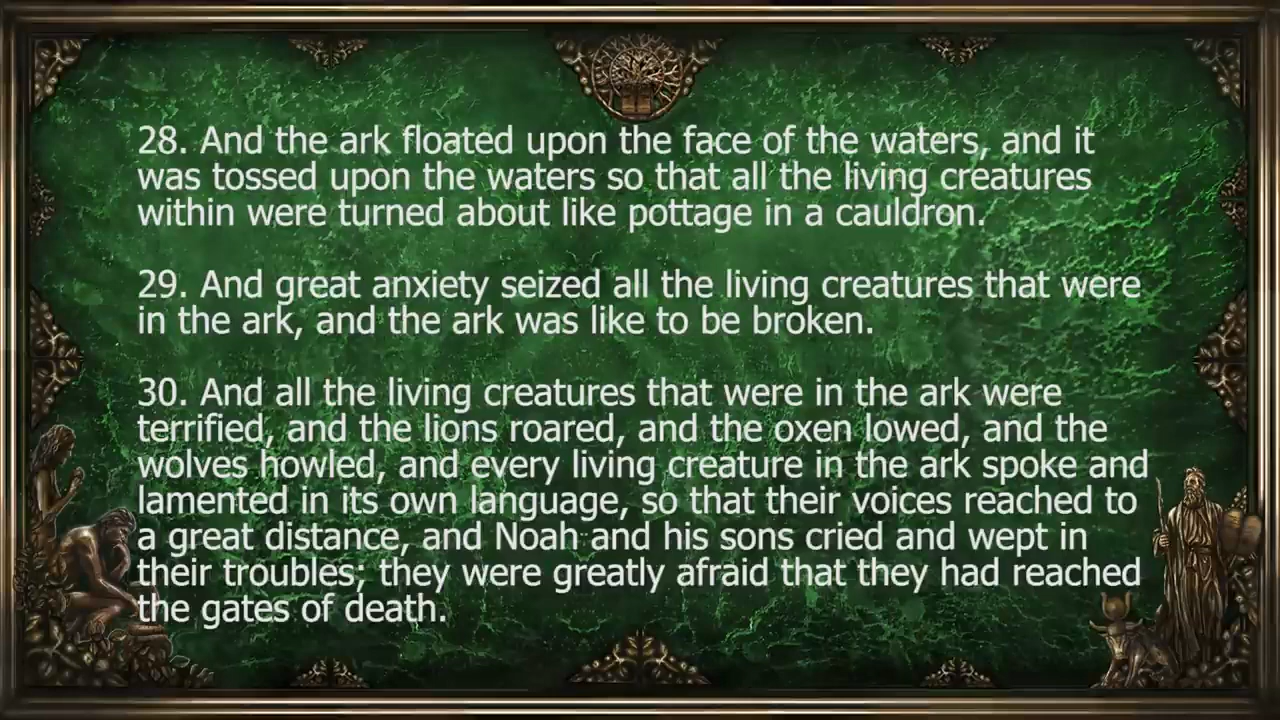 28. And the ark floated upon the face of the waters, and it
was tossed upon the waters so that all the living creatures
within were turned about like pottage in a cauldron.
29. And great anxiety seized all the living creatures that were
in the ark, and the ark was like to be broken.
30. And all the living creatures that were in the ark were
terrified, and the lions roared, and the oxen lowed, and the
wolves howled, and every living creature in the ark spoke and
lamented in its own language, so that their voices reached to
a great distance, and Noah and his sons cried and wept in
their troubles; they were greatly afraid that they had reached
the gates of death.